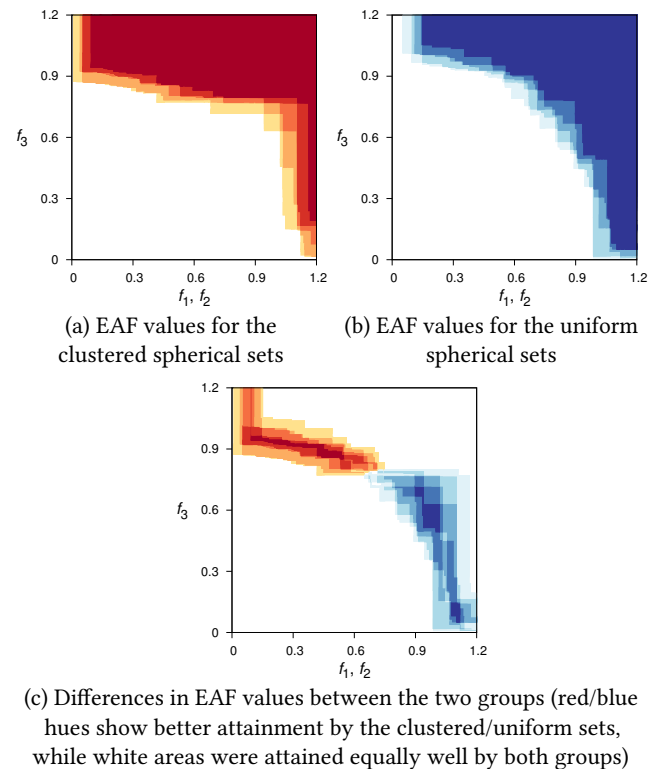 1.2
0.9
0.6
f3
0.3
0
0 0.3 0.6 0.9 1.2
f1, f2
(a) EAF values for the
clustered spherical sets
1.2
0.9
0.6
f3
0.3
0
0 0.3 0.6 0.9 1.2
f1, f2
(b) EAF values for the uniform
spherical sets
1.2
0.9
0.6
f3
0.3
0
0 0.3 0.6 0.9 1.2
f1, f2
(c) Differences in EAF values between the two groups (red/blue
hues show better attainment by the clustered/uniform sets,
while white areas were attained equally well by both groups)